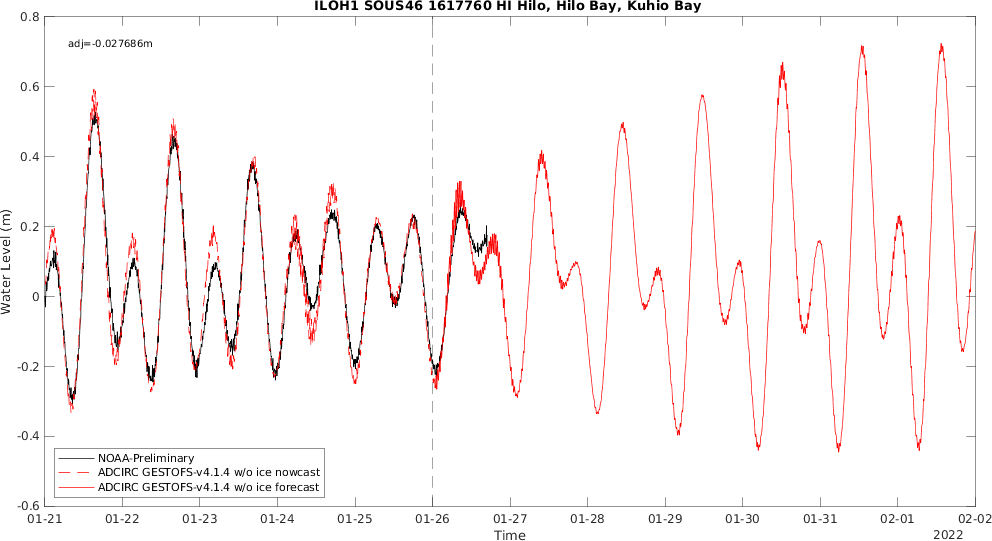 ILOH1 SOUS46 1617760 HI Hilo, Hilo Bay, Kuhio Bay
adj=-0.027686m
Water Level (m)
0.8
0.6
0.4
0.2
0
-0.2
-0.4
-0.6
NOAA-Preliminary
ADCIRC GESTOFS-v4.1.4 w/o ice nowcast
ADCIRC GESTOFS-v4.1.4 w/o ice forecast
01-21 01-22 01-23 01-24 01-25 01-26 01-27 01-28 01-29 01-30 01-31 02-01 02-02
Time
2022